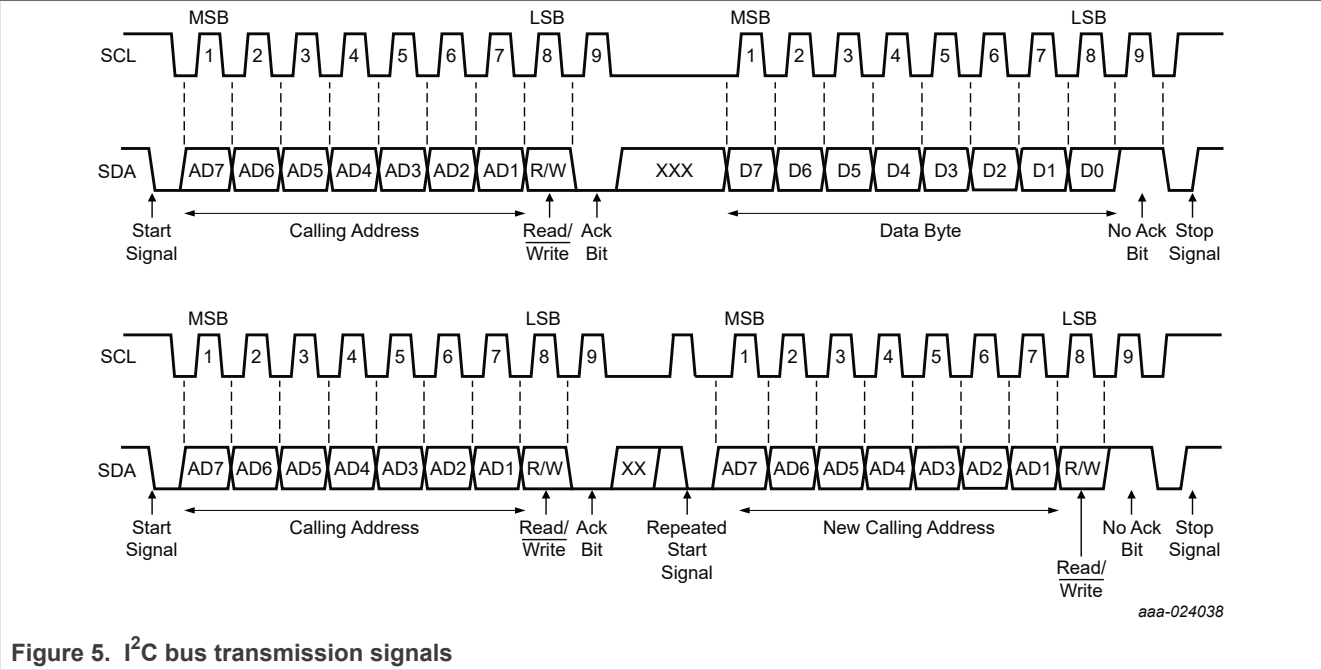 MSB LSB MSB LSB
SCL 1 2 3 4 5 6 7 8 9 1 2 3 4 5 6 7 8 9
SDA AD7 AD6 AD5 AD4 AD3 AD2 AD1 R/W XXX D7 D6 D5 D4 D3 D2 D1 D0
Start Signal Calling Address Read/Write Ack Bit Data Byte No Ack Bit Stop Signal
MSB LSB MSB LSB
SCL 1 2 3 4 5 6 7 8 9 1 2 3 4 5 6 7 8 9
SDA AD7 AD6 AD5 AD4 AD3 AD2 AD1 R/W XX AD7 AD6 AD5 AD4 AD3 AD2 AD1 R/W
Start Signal Calling Address Read/Write Ack Bit Repeated Start Signal New Calling Address Read/Write No Ack Bit Stop Signal
aaa-024038
Figure 5. I²C bus transmission signals